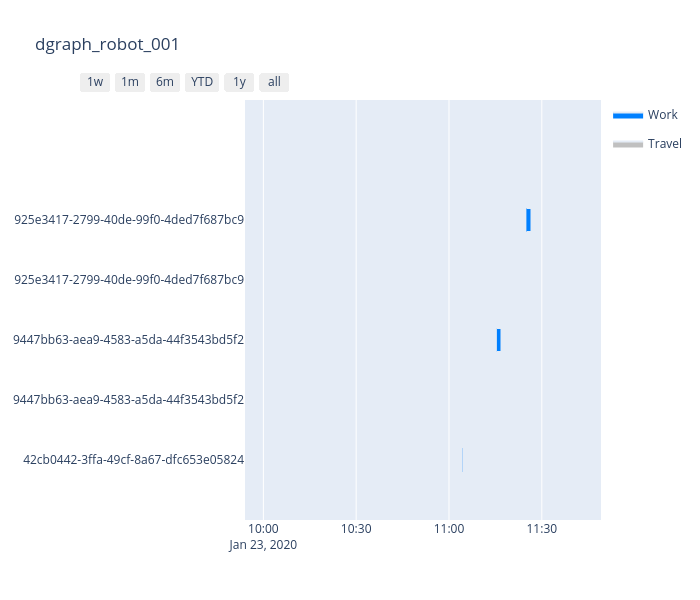 dgraph_robot_001
1w 1m 6m YTD 1y all
Work
Travel
925e3417-2799-40de-99f0-4ded7f687bc9
925e3417-2799-40de-99f0-4ded7f687bc9
9447bb63-aea9-4583-a5da-44f3543bd5f2
9447bb63-aea9-4583-a5da-44f3543bd5f2
42cb0442-3ffa-49cf-8a67-dfc653e05824
10:00 10:30 11:00 11:30
Jan 23, 2020